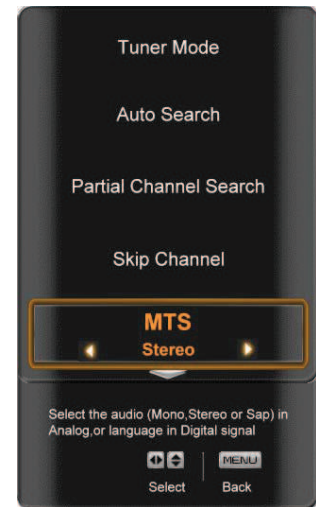 Tuner Mode
Auto Search
Partial Channel Search
Skip Channel
MTS
Stereo
Select the audio (Mono,Stereo or Sap) in
Analog,or language in Digital signal
MENU
Select Back